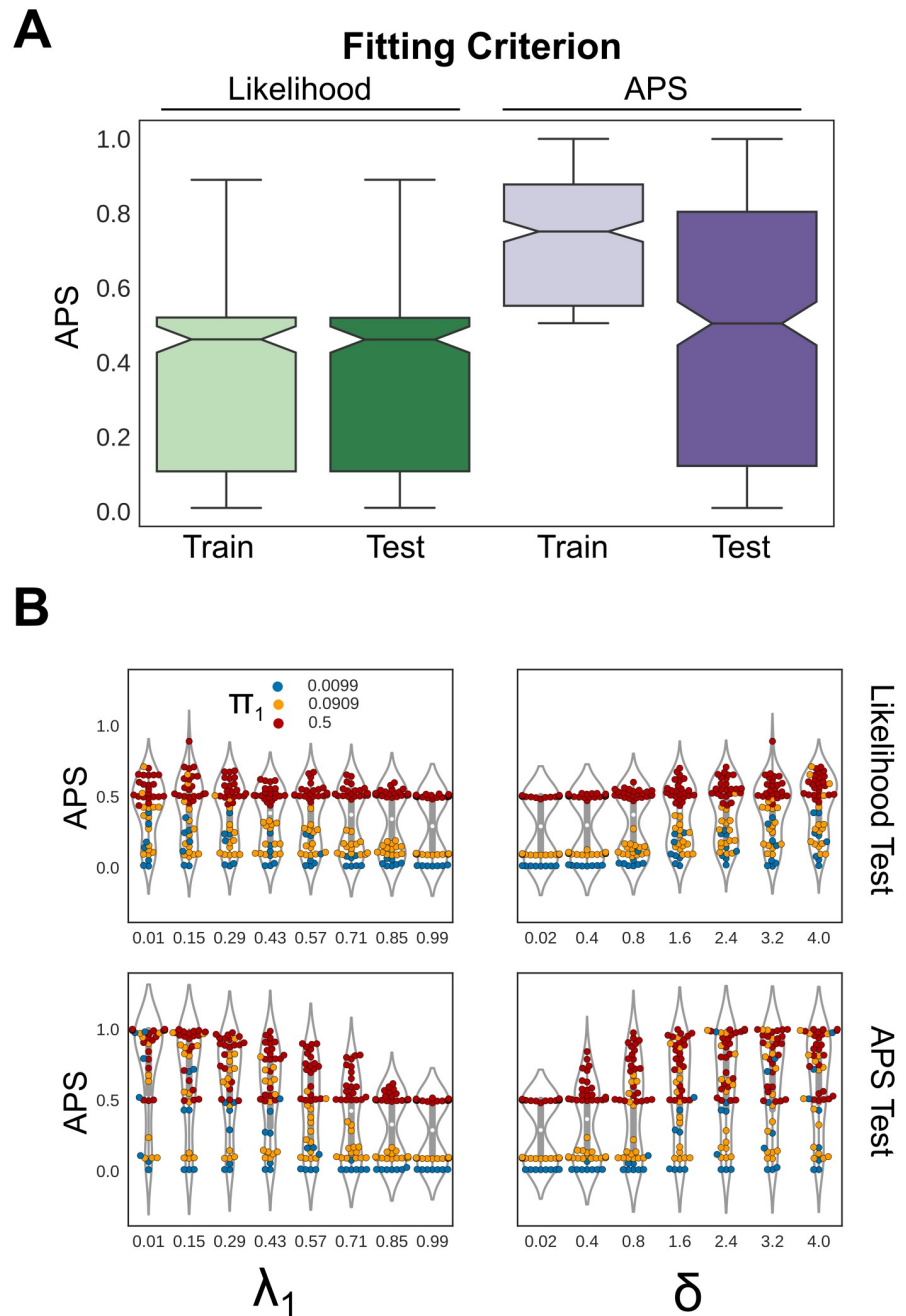 A
Fitting Criterion
Likelihood APS
APS
1.0
0.8
0.6
0.4
0.2
0.0
Train Test Train Test
B
π1
0.0099
0.0909
0.5
APS
1.0
0.5
0.0
0.01 0.15 0.29 0.43 0.57 0.71 0.85 0.99
0.02 0.4 0.8 1.6 2.4 3.2 4.0
Likelihood Test
APS
1.0
0.5
0.0
0.01 0.15 0.29 0.43 0.57 0.71 0.85 0.99
0.02 0.4 0.8 1.6 2.4 3.2 4.0
APS Test
λ1 δ